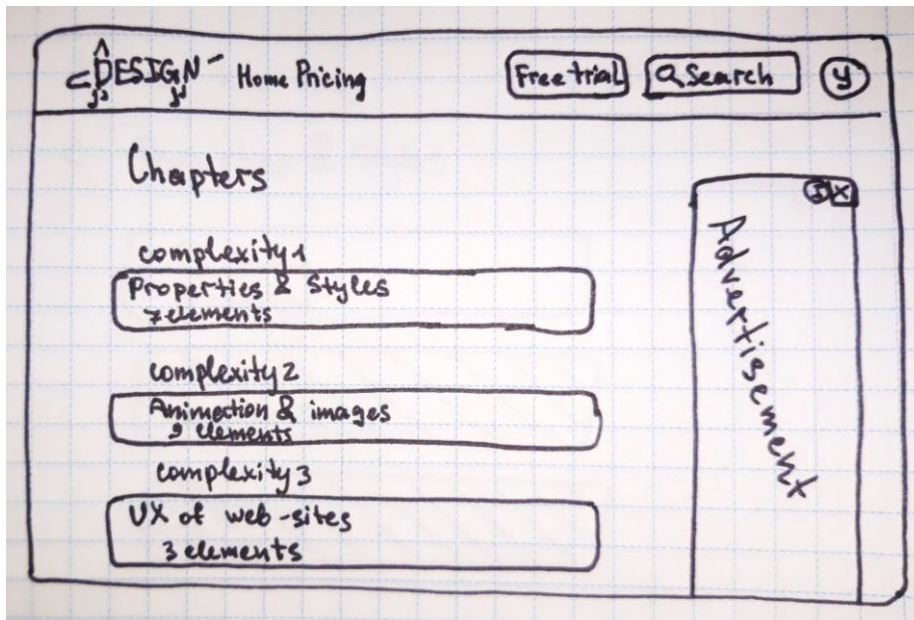 DESIGN Home Pricing Free trial Search y
Chapters
complexity 1
Properties & Styles
7 elements
complexity 2
Animection & images
9 elements
complexity 3
UX of web-sites
3 elements
X
Advertisement